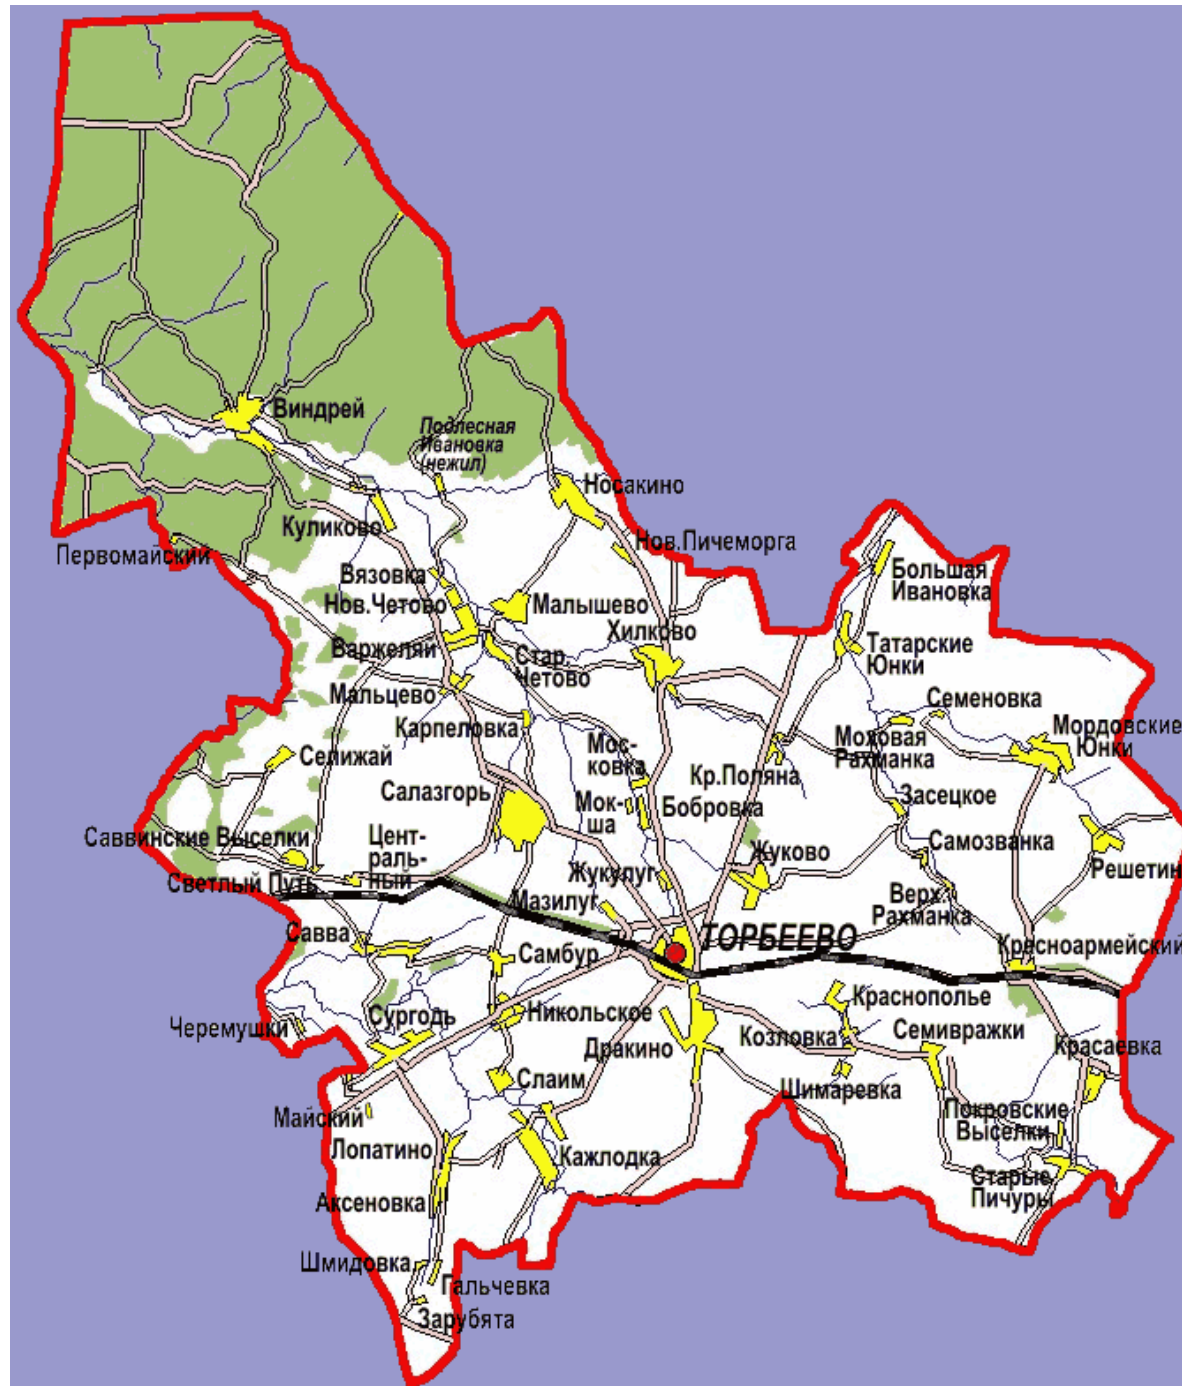 Виндрей
Подлесная
Ивановка
(нежил)
Носакино
Куликово
Нов.Пичеморга
Первомайский
Большая
Ивановка
Вязовка
Нов.Четово
Малышево
Хилково
Варжеляй
Стар.
Четово
Татарские
Юнки
Мальцево
Семеновка
Карпеловка
Мордовские
Юнки
Моховая
Рахманка
Селижай
Мос-
ковка
Кр.Поляна
Салазгорь
Мок-
ша
Бобровка
Засецкое
Саввинские Выселки
Цент-
раль-
ный
Самозванка
Жуково
Решетин
Светлый Путь
Жукулуг
Мазилуг
Верх.
Рахманка
Савва
ТОРБЕЕВО
Красноармейский
Самбур
Краснополье
Черемушки
Сургодь
Никольское
Козловка
Семивражки
Дракино
Красаевка
Слаим
Шимаревка
Майский
Покровские
Выселки
Лопатино
Кажлодка
Старые
Пичуры
Аксеновка
Шмидовка
Гальчевка
Зарубята